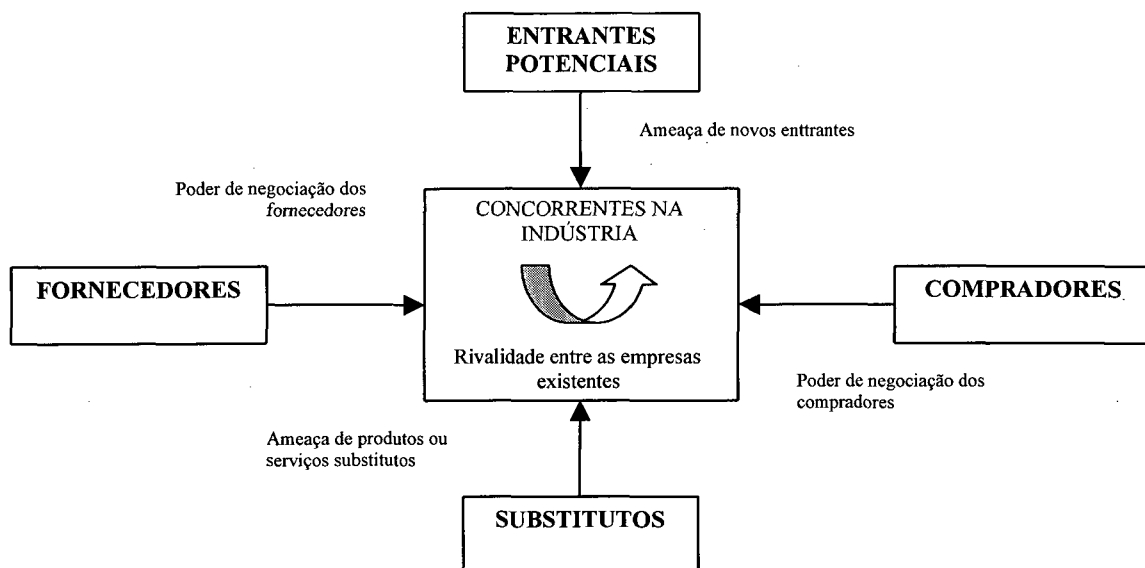 ENTRANTES
POTENCIAIS
Ameaça de novos enttrantes
Poder de negociação dos
fornecedores
CONCORRENTES NA
INDÚSTRIA
FORNECEDORES
COMPRADORES
Rivalidade entre as empresas
existentes
Poder de negociação dos
compradores
Ameaça de produtos ou
serviços substitutos
SUBSTITUTOS